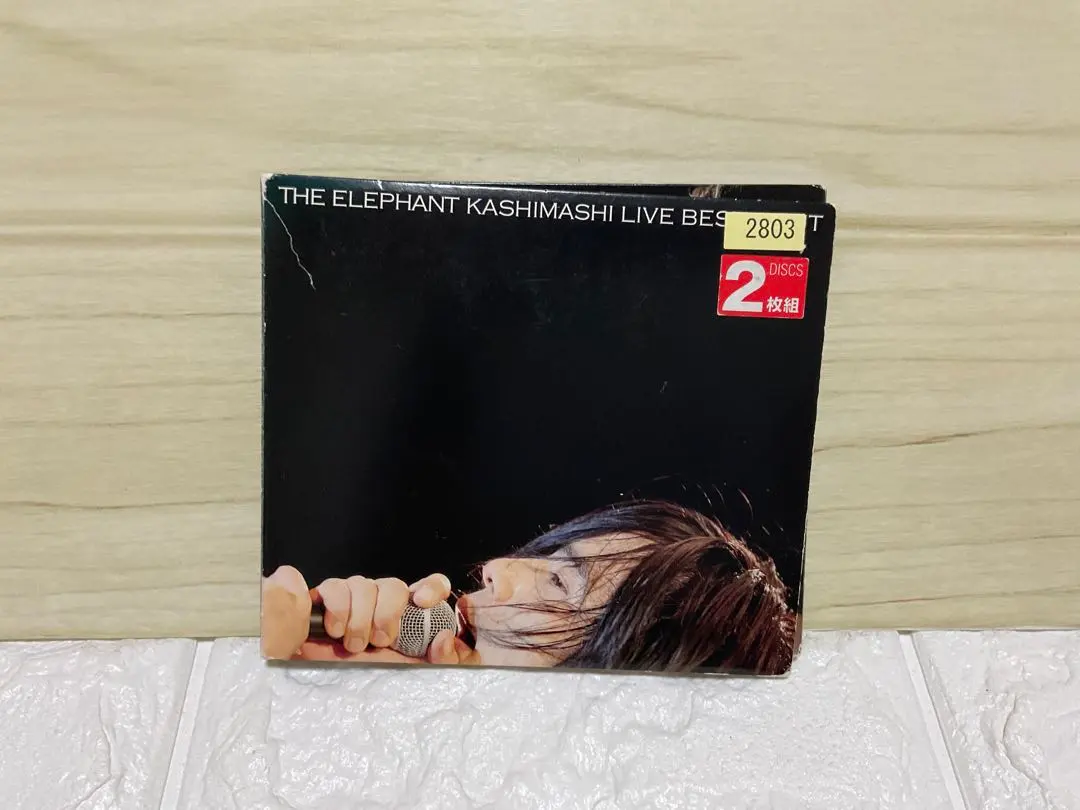 THE ELEPHANT KASHIMASHI LIVE BES T
2803
2 DISCS
枚組